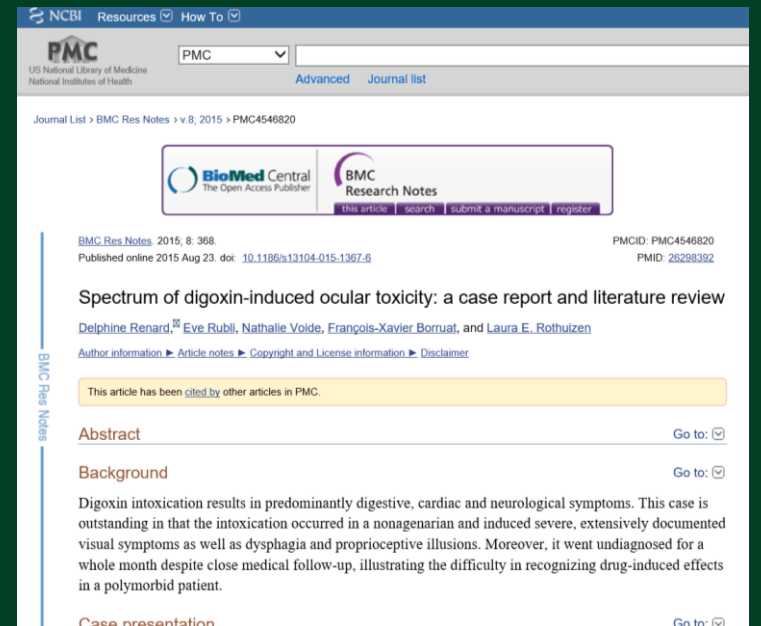 NCBI Resources How To
PMC
US National Library of Medicine
National Institutes of Health
PMC
Advanced Journal list
Journal List › BMC Res Notes › v.8; 2015 › PMC4546820
BioMed Central
The Open Access Publisher
BMC
Research Notes
this article search submit a manuscript register
BMC Res Notes. 2015; 8: 368. PMCID: PMC4546820
Published online 2015 Aug 23. doi: 10.1186/s13104-015-1367-6 PMID: 26298392
Spectrum of digoxin-induced ocular toxicity: a case report and literature review
Delphine Renard, Eve Rubli, Nathalie Voide, François-Xavier Borruat, and Laura E. Rothuizen
Author information ► Article notes ► Copyright and License information ► Disclaimer
BMC Res Notes
This article has been cited by other articles in PMC.
Abstract Go to:
Background Go to:
Digoxin intoxication results in predominantly digestive, cardiac and neurological symptoms. This case is
outstanding in that the intoxication occurred in a nonagenarian and induced severe, extensively documented
visual symptoms as well as dysphagia and proprioceptive illusions. Moreover, it went undiagnosed for a
whole month despite close medical follow-up, illustrating the difficulty in recognizing drug-induced effects
in a polymorbid patient.
Case presentation Go to: